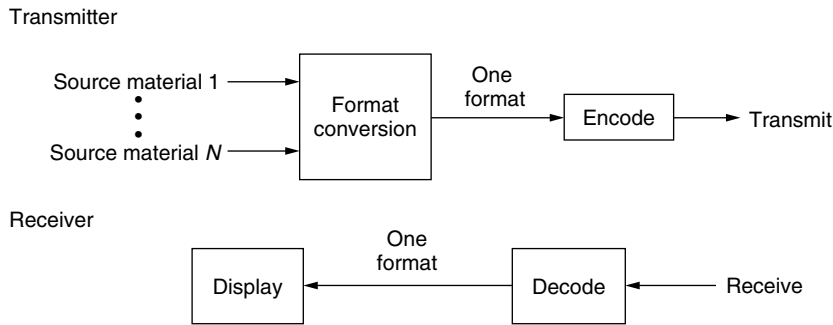 Transmitter
Source material 1
Source material N
Format
conversion
One
format
Encode
Transmit
Receiver
Display
One
format
Decode
Receive